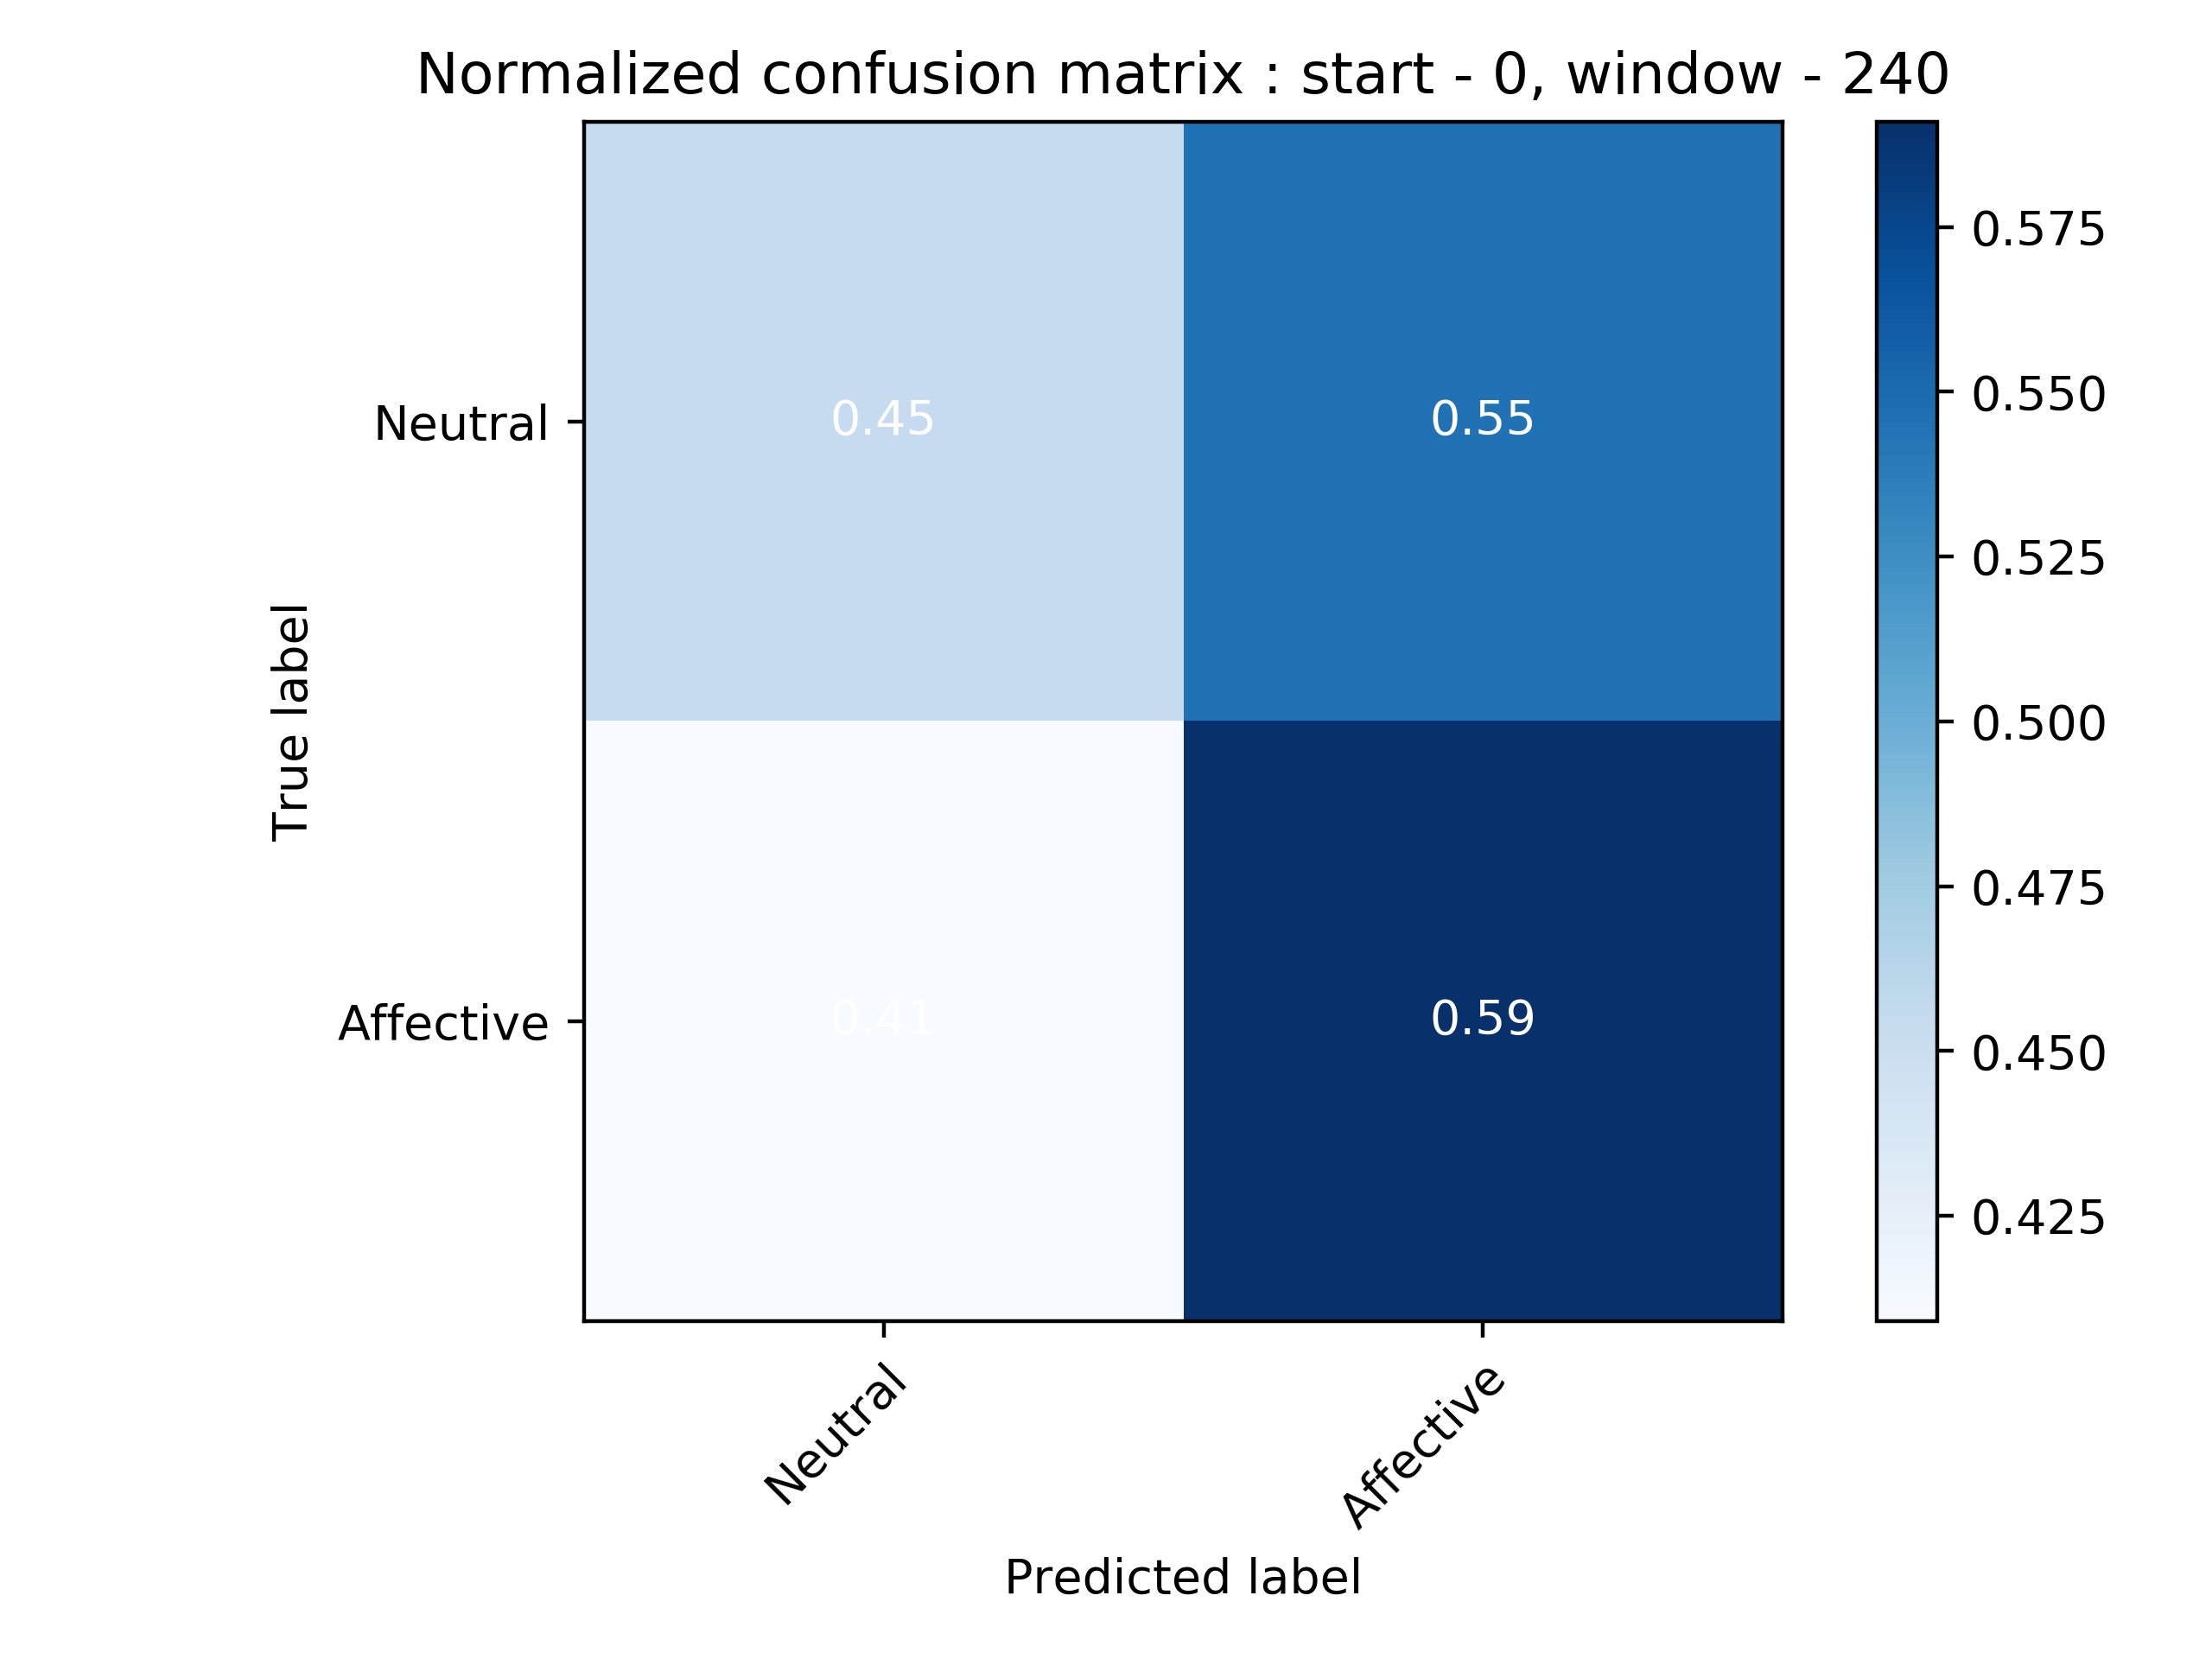 Normalized confusion matrix : start - 0, window - 240
True label
Neutral
Affective
0.45
0.55
0.41
0.59
Neutral
Affective
Predicted label
0.575
0.550
0.525
0.500
0.475
0.450
0.425